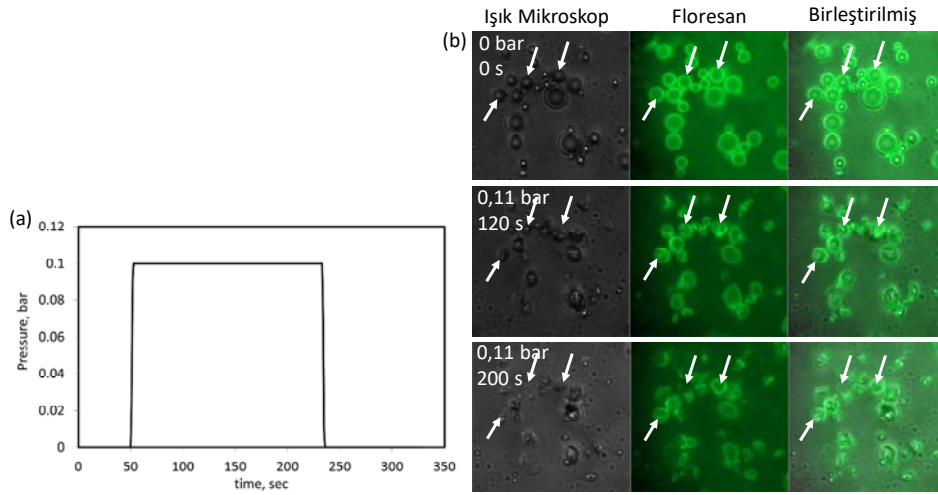 Işık Mikroskop
Floresan
Birleştirilmiş
(b)
0 bar
0 s
0,11 bar
120 s
0,11 bar
200 s
(a)
0.12
0.1
0.08
0.06
0.04
0.02
0
Pressure, bar
0 50 100 150 200 250 300 350
time, sec